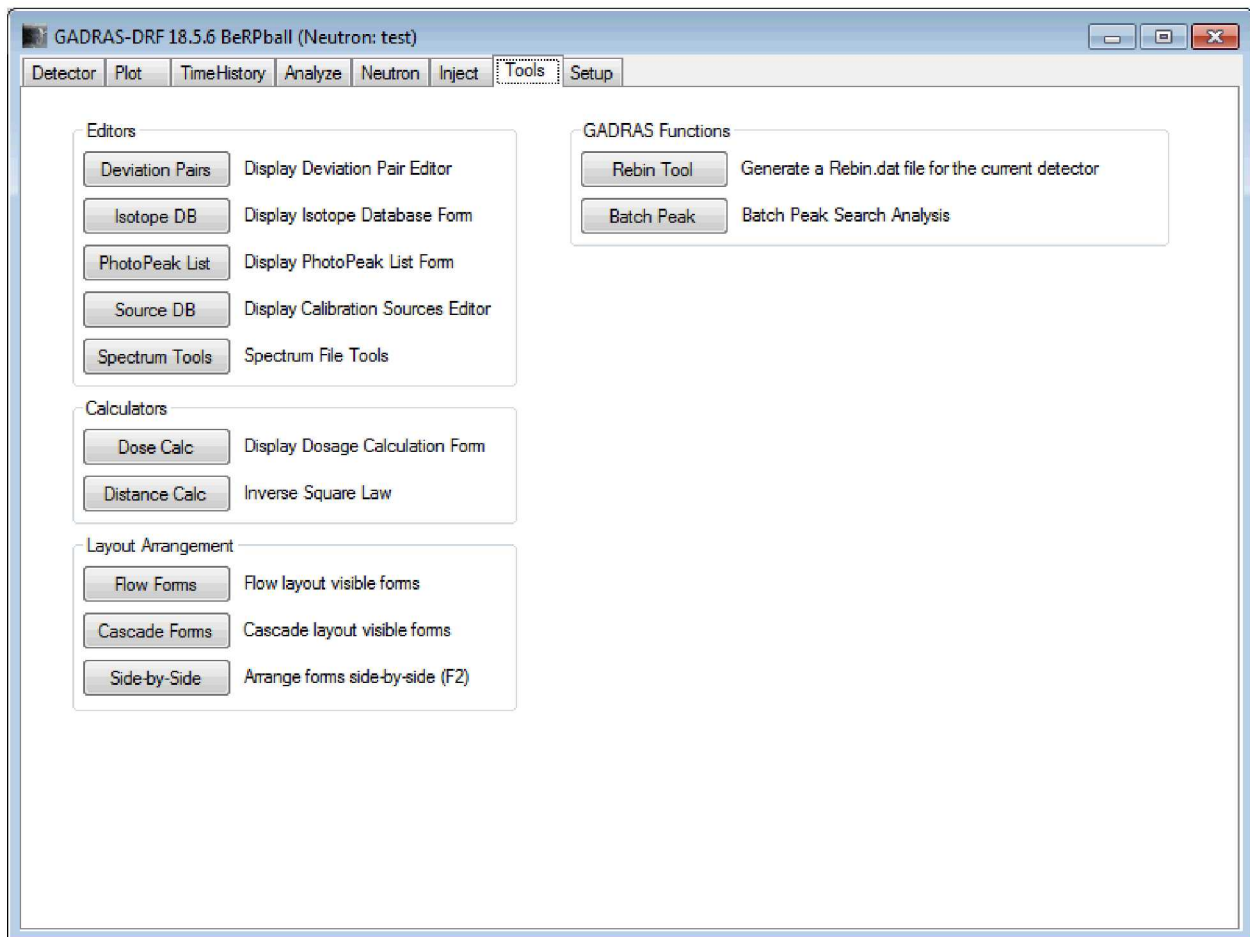 GADRAS-DRF 18.5.6 BeRPball (Neutron: test)
Detector Plot TimeHistory Analyze Neutron Inject Tools Setup
Editors
Deviation Pairs Display Deviation Pair Editor
Isotope DB Display Isotope Database Form
PhotoPeak List Display PhotoPeak List Form
Source DB Display Calibration Sources Editor
Spectrum Tools Spectrum File Tools
Calculators
Dose Calc Display Dosage Calculation Form
Distance Calc Inverse Square Law
Layout Arrangement
Flow Forms Flow layout visible forms
Cascade Forms Cascade layout visible forms
Side-by-Side Arrange forms side-by-side (F2)
GADRAS Functions
Rebin Tool Generate a Rebin.dat file for the current detector
Batch Peak Batch Peak Search Analysis